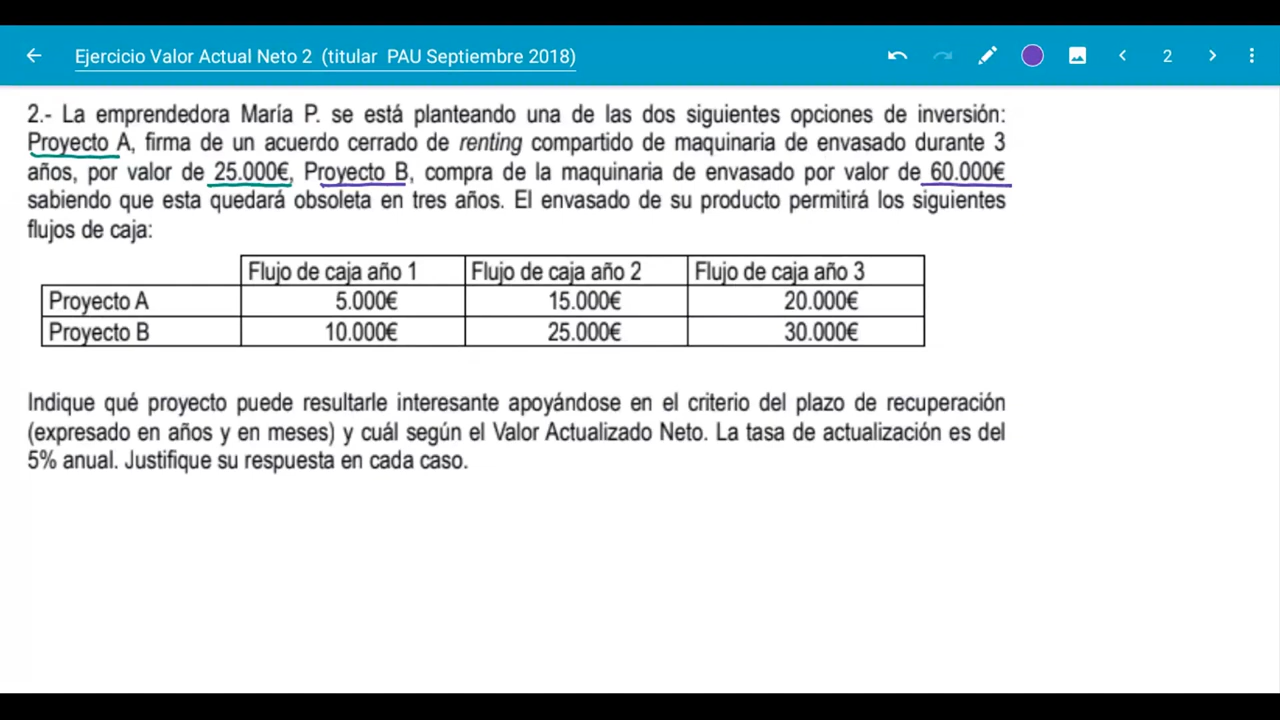 Ejercicio Valor Actual Neto 2 (titular PAU Septiembre 2018)
2
2.- La emprendedora María P. se está planteando una de las dos siguientes opciones de inversión:
Proyecto A, firma de un acuerdo cerrado de renting compartido de maquinaria de envasado durante 3
años, por valor de 25.000€, Proyecto B, compra de la maquinaria de envasado por valor de 60.000€
sabiendo que esta quedará obsoleta en tres años. El envasado de su producto permitirá los siguientes
flujos de caja:
Flujo de caja año 1 Flujo de caja año 2 Flujo de caja año 3
Proyecto A 5.000€ 15.000€ 20.000€
Proyecto B 10.000€ 25.000€ 30.000€
Indique qué proyecto puede resultarle interesante apoyándose en el criterio del plazo de recuperación
(expresado en años y en meses) y cuál según el Valor Actualizado Neto. La tasa de actualización es del
5% anual. Justifique su respuesta en cada caso.